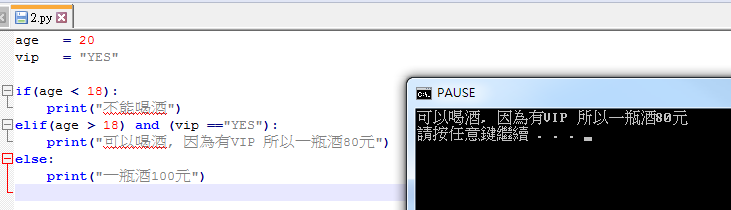 2.py
age = 20
vip = "YES"
if(age < 18):
print("不能喝酒")
elif(age > 18) and (vip =="YES"):
print("可以喝酒, 因為有VIP 所以一瓶酒80元")
else:
print("一瓶酒100元")
PAUSE
可以喝酒, 因為有VIP 所以一瓶酒80元
請按任意鍵繼續 . . .